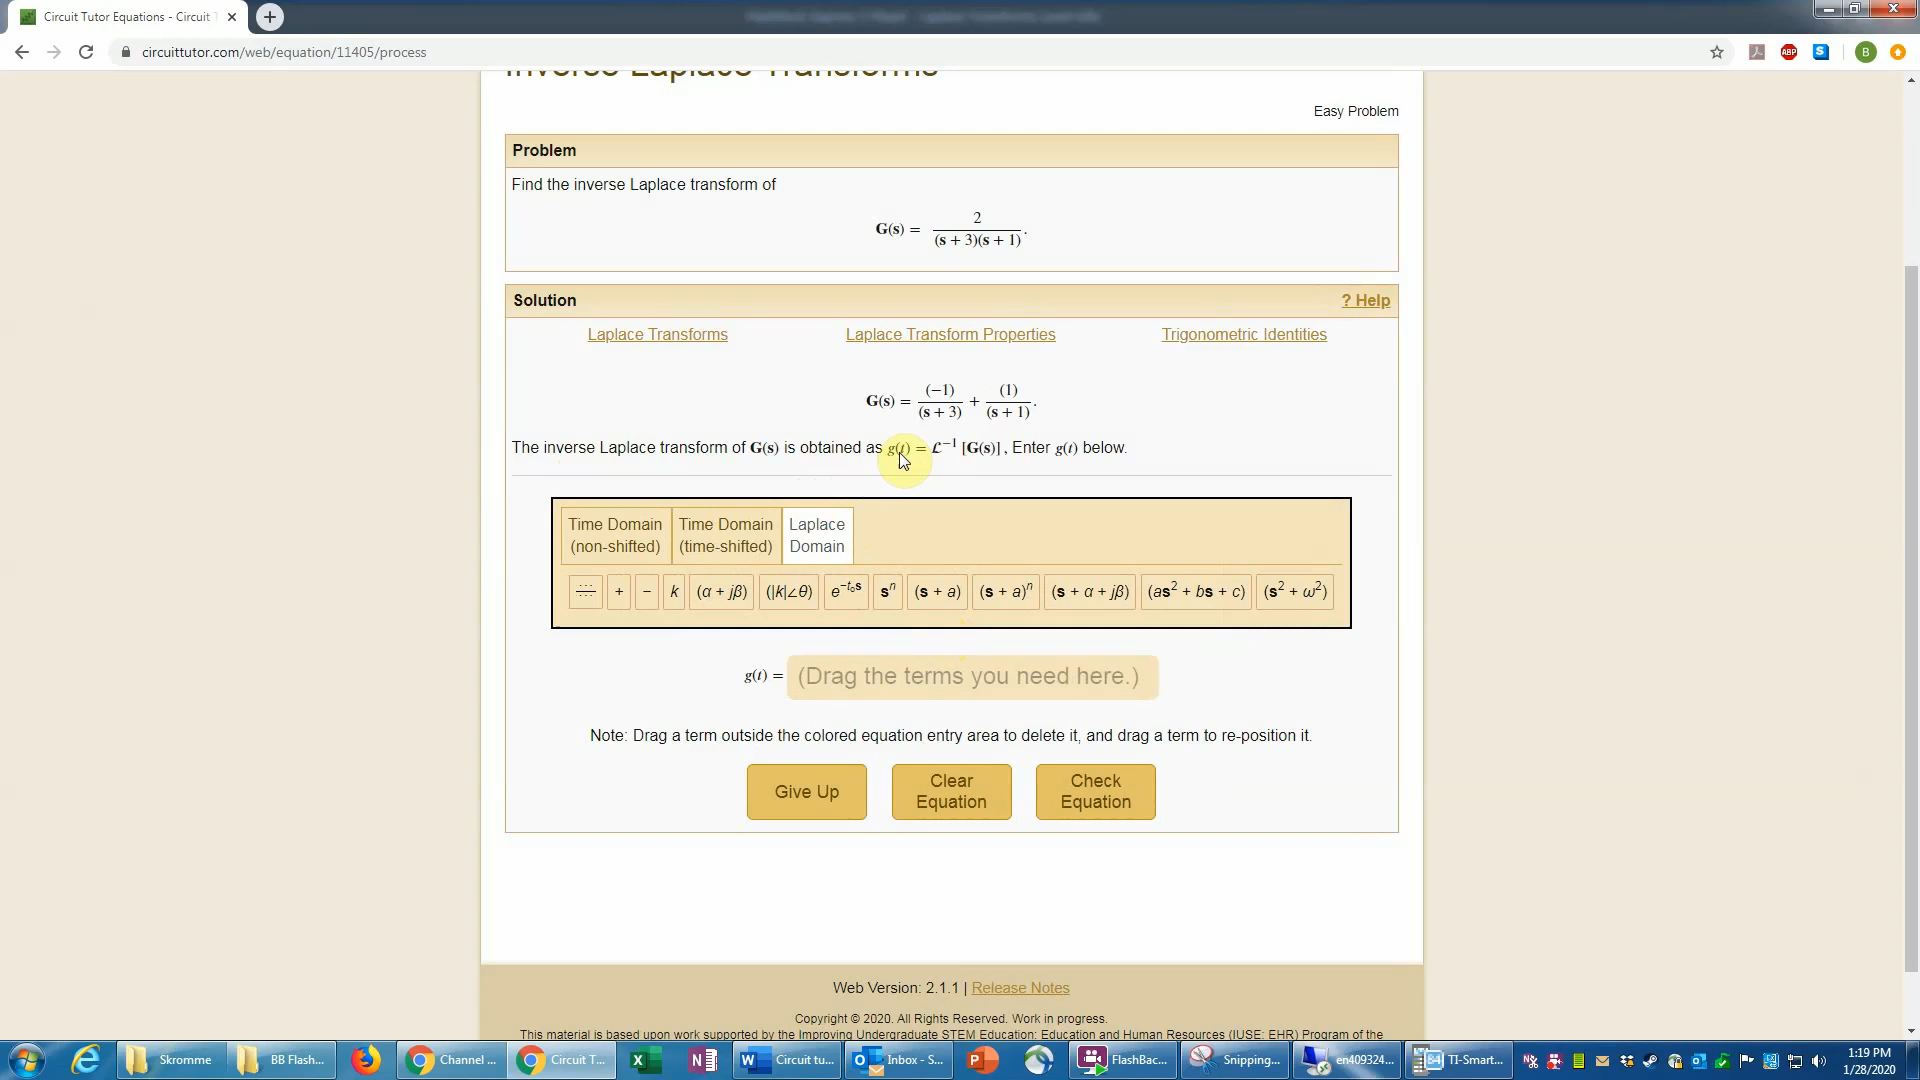 Circuit Tutor Equations - Circuit T
circuittutor.com/web/equation/11405/process
ABP
S
B
Inverse Laplace Transforms
Easy Problem
Problem
Find the inverse Laplace transform of
G(s) = 2 / (s + 3)(s + 1) .
Solution
? Help
Laplace Transforms Laplace Transform Properties Trigonometric Identities
G(s) = (−1) / (s + 3) + (1) / (s + 1) .
The inverse Laplace transform of G(s) is obtained as g(t) = ℒ⁻¹ [G(s)] , Enter g(t) below.
Time Domain
(non-shifted)
Time Domain
(time-shifted)
Laplace
Domain
+ − k (α + jβ) (|k|∠θ) e^(−t₀s) sⁿ (s + a) (s + a)ⁿ (s + α + jβ) (as² + bs + c) (s² + ω²)
g(t) = (Drag the terms you need here.)
Note: Drag a term outside the colored equation entry area to delete it, and drag a term to re-position it.
Give Up
Clear
Equation
Check
Equation
Web Version: 2.1.1 | Release Notes
Copyright © 2020. All Rights Reserved. Work in progress.
This material is based upon work supported by the Improving Undergraduate STEM Education: Education and Human Resources (IUSE: EHR) Program of the
Skromme
BB Flash...
Channel ...
Circuit T...
Circuit tu...
Inbox - S...
FlashBac...
Snipping...
en409324...
TI-Smart...
1:19 PM
1/28/2020